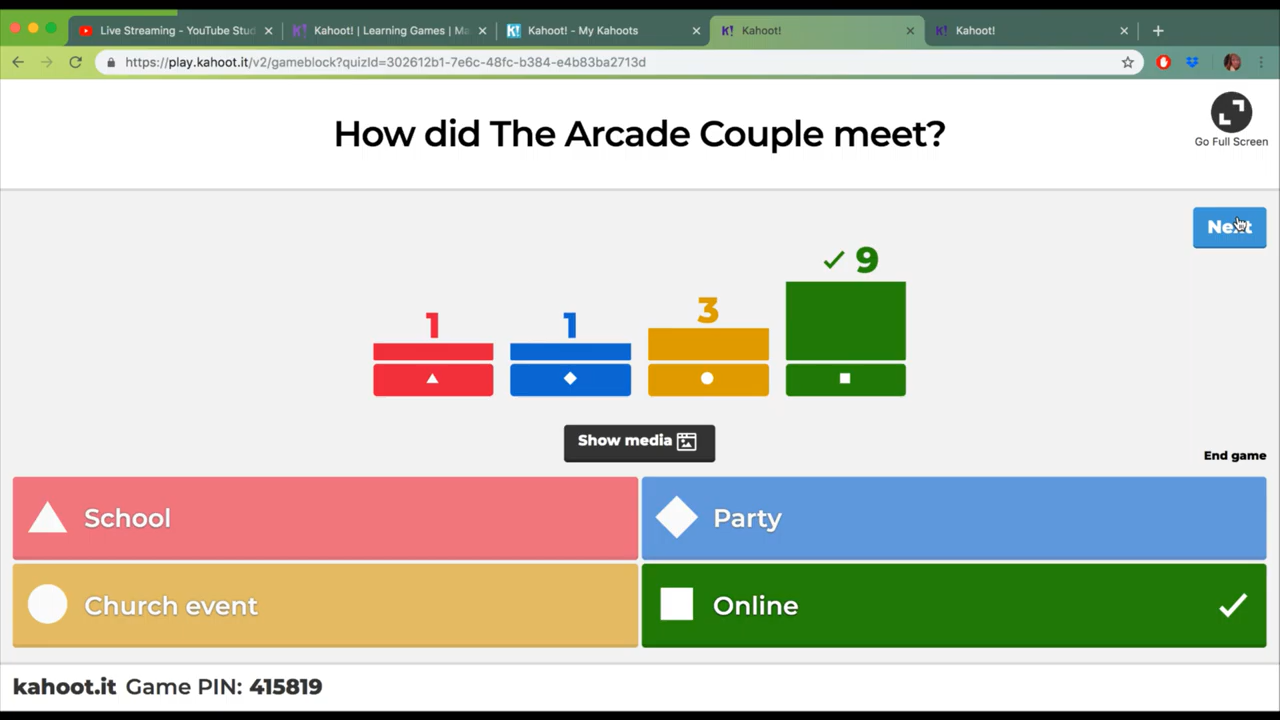 Live Streaming - YouTube Stud
Kahoot! | Learning Games | Ma
Kahoot! - My Kahoots
Kahoot!
Kahoot!
https://play.kahoot.it/v2/gameblock?quizId=302612b1-7e6c-48fc-b384-e4b83ba2713d
How did The Arcade Couple meet?
Go Full Screen
Next
1
1
3
9
Show media
End game
School
Party
Church event
Online
kahoot.it Game PIN: 415819